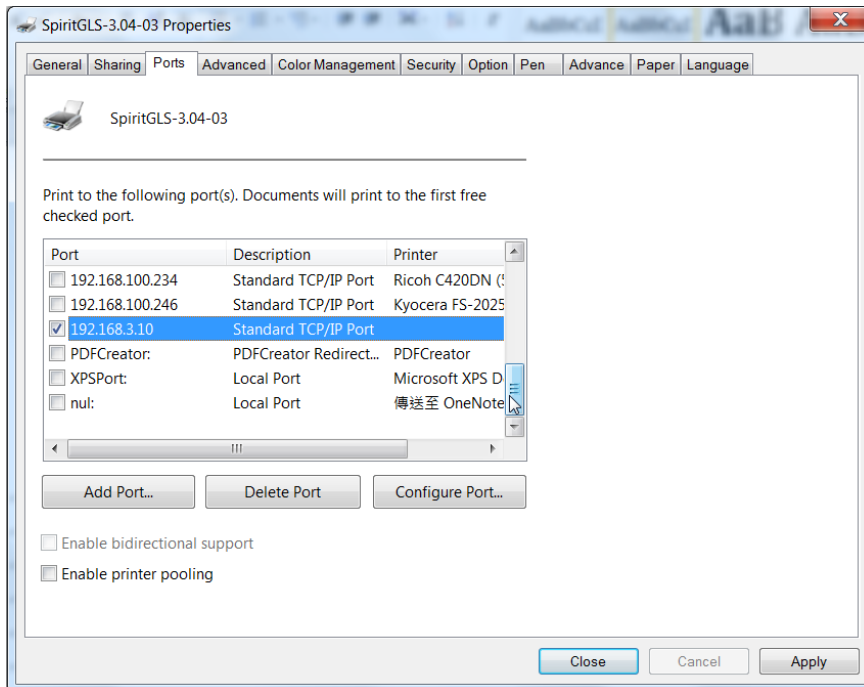 SpiritGLS-3.04-03 Properties
AaBbCcI AaBbCcI AaB
General Sharing Ports Advanced Color Management Security Option Pen Advance Paper Language
SpiritGLS-3.04-03
Print to the following port(s). Documents will print to the first free
checked port.
Port Description Printer
192.168.100.234 Standard TCP/IP Port Ricoh C420DN (
192.168.100.246 Standard TCP/IP Port Kyocera FS-2025
192.168.3.10 Standard TCP/IP Port
PDFCreator: PDFCreator Redirect... PDFCreator
XPSPort: Local Port Microsoft XPS D
nul: Local Port 傳送至 OneNote
Add Port... Delete Port Configure Port...
Enable bidirectional support
Enable printer pooling
Close Cancel Apply